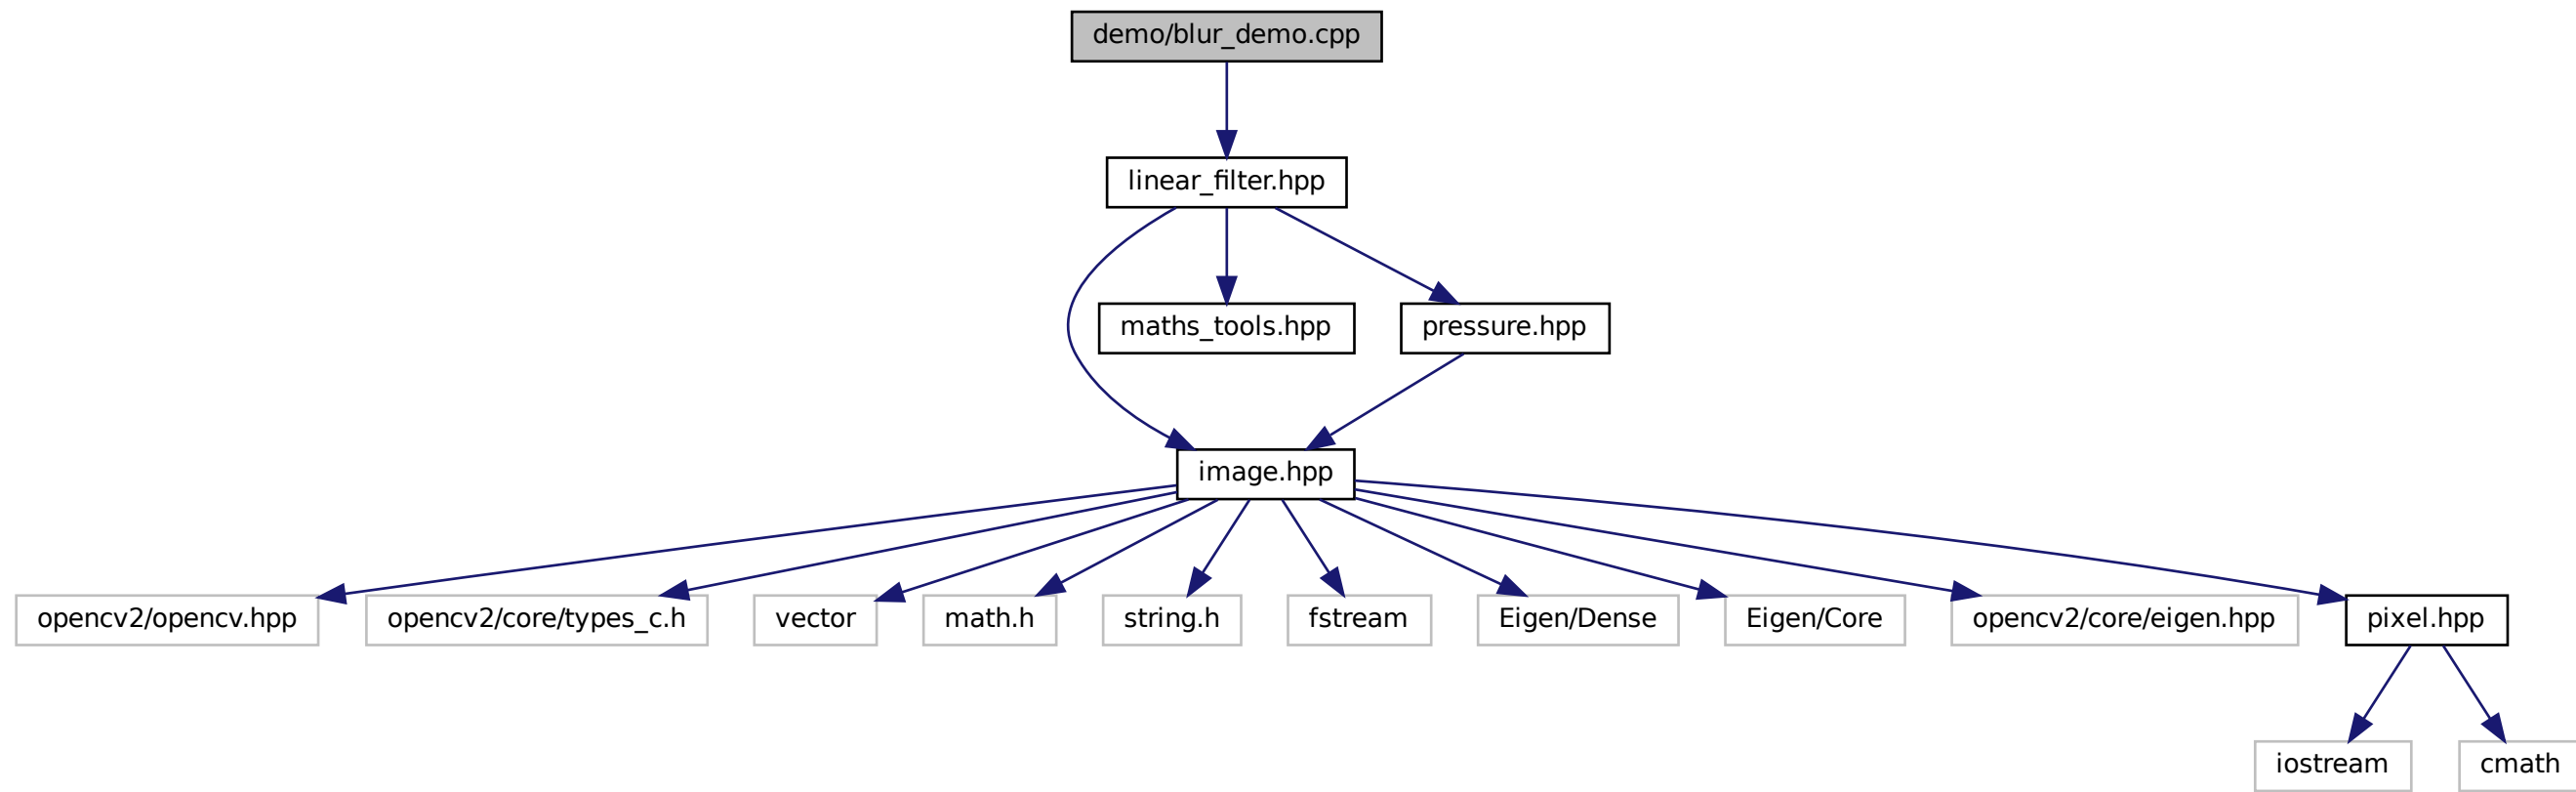 demo/blur_demo.cpp
linear_filter.hpp
maths_tools.hpp
pressure.hpp
image.hpp
opencv2/opencv.hpp
opencv2/core/types_c.h
vector
math.h
string.h
fstream
Eigen/Dense
Eigen/Core
opencv2/core/eigen.hpp
pixel.hpp
iostream
cmath